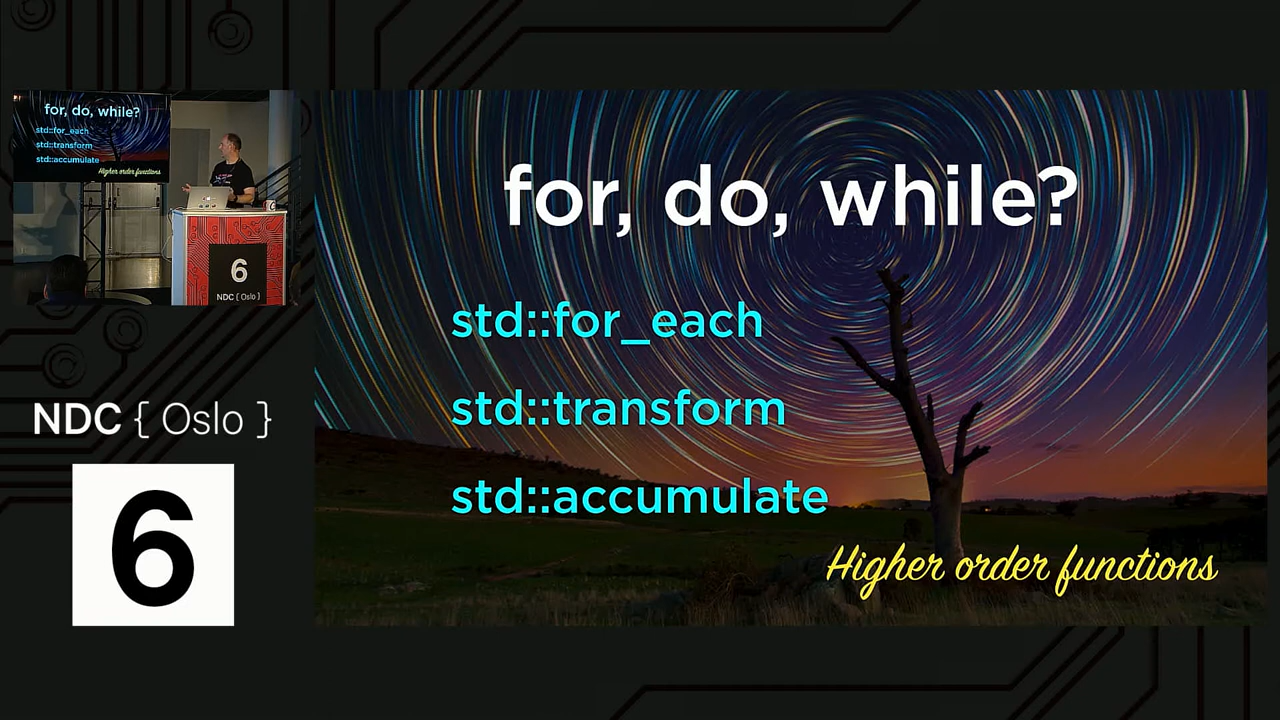 for, do, while?
std::for_each
std::transform
std::accumulate
Higher order functions
6
NDC { Oslo }
NDC { Oslo }
6
for, do, while?
std::for_each
std::transform
std::accumulate
Higher order functions